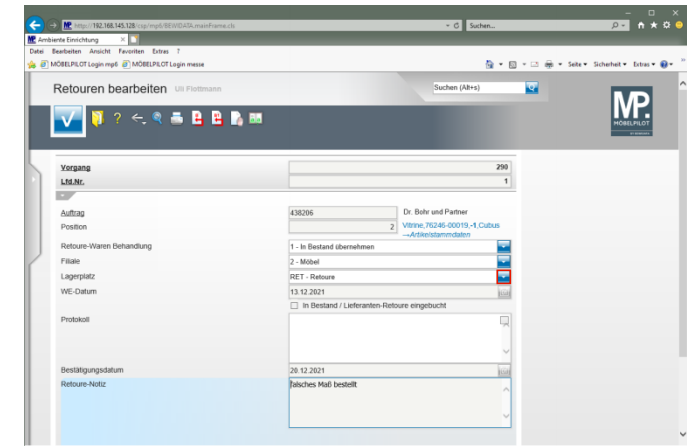 http://192.168.145.128/csp/mp6/BEWIDATA.mainFrame.cls
Suchen...
Ambiente Einrichtung
Datei Bearbeiten Ansicht Favoriten Extras ?
MÖBELPILOT Login mp6 MÖBELPILOT Login messe
Seite Sicherheit Extras
Retouren bearbeiten Uli Flottmann
Suchen (Alt+s)
MP.
MÖBELPILOT
Vorgang 290
Lfd.Nr. 1
Auftrag 438206 Dr. Bohr und Partner
Position 2 Vitrine,76246-00019,-1,Cubus
→Artikelstammdaten
Retoure-Waren Behandlung 1 - In Bestand übernehmen
Filiale 2 - Möbel
Lagerplatz RET - Retoure
WE-Datum 13.12.2021
In Bestand / Lieferanten-Retoure eingebucht
Protokoll
Bestätigungsdatum 20.12.2021
Retoure-Notiz falsches Maß bestellt